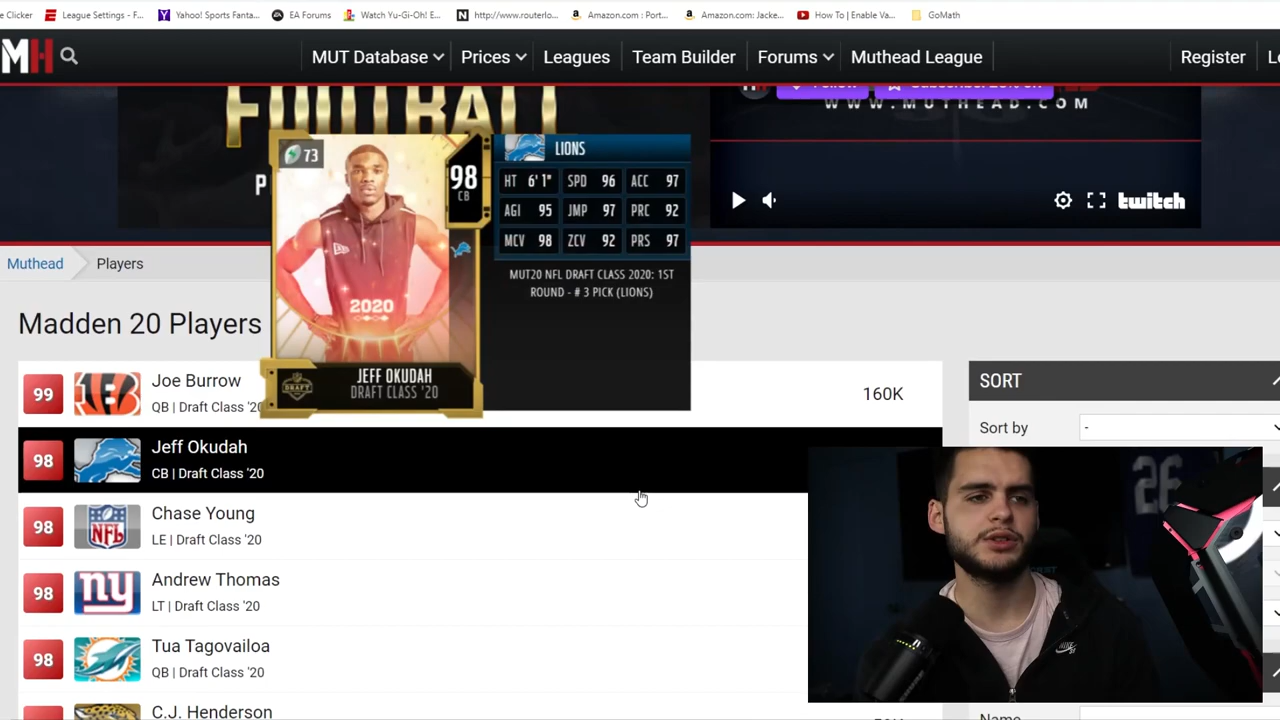 e Clicker League Settings - F... Yahoo! Sports Fanta... EA Forums Watch Yu-Gi-Oh! E... http://www.routerlo... Amazon.com : Port... Amazon.com: Jacke... How To | Enable Va... GoMath
MH MUT Database Prices Leagues Team Builder Forums Muthead League Register
FOOTBALL
WWW.MUTHEAD.COM
P
twitch
73
98
CB
LIONS
HT 6' 1" SPD 96 ACC 97
AGI 95 JMP 97 PRC 92
MCV 98 ZCV 92 PRS 97
MUT20 NFL DRAFT CLASS 2020: 1ST
ROUND - # 3 PICK (LIONS)
2020
DRAFT
JEFF OKUDAH
DRAFT CLASS '20
Muthead Players
Madden 20 Players
99 Joe Burrow
QB | Draft Class '20
160K
98 Jeff Okudah
CB | Draft Class '20
98 NFL Chase Young
LE | Draft Class '20
98 ny Andrew Thomas
LT | Draft Class '20
98 Tua Tagovailoa
QB | Draft Class '20
C.J. Henderson
SORT
Sort by -
Name
26